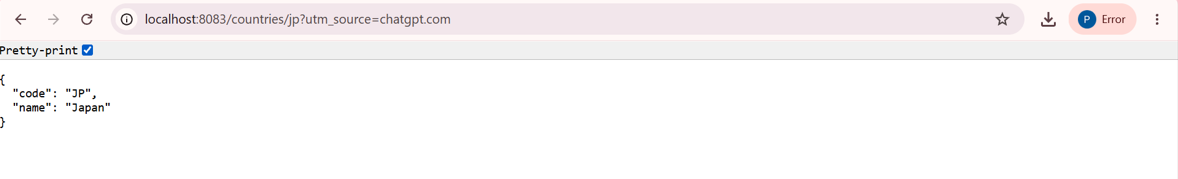 localhost:8083/countries/jp?utm_source=chatgpt.com P Error
Pretty-print
{
  "code": "JP",
  "name": "Japan"
}